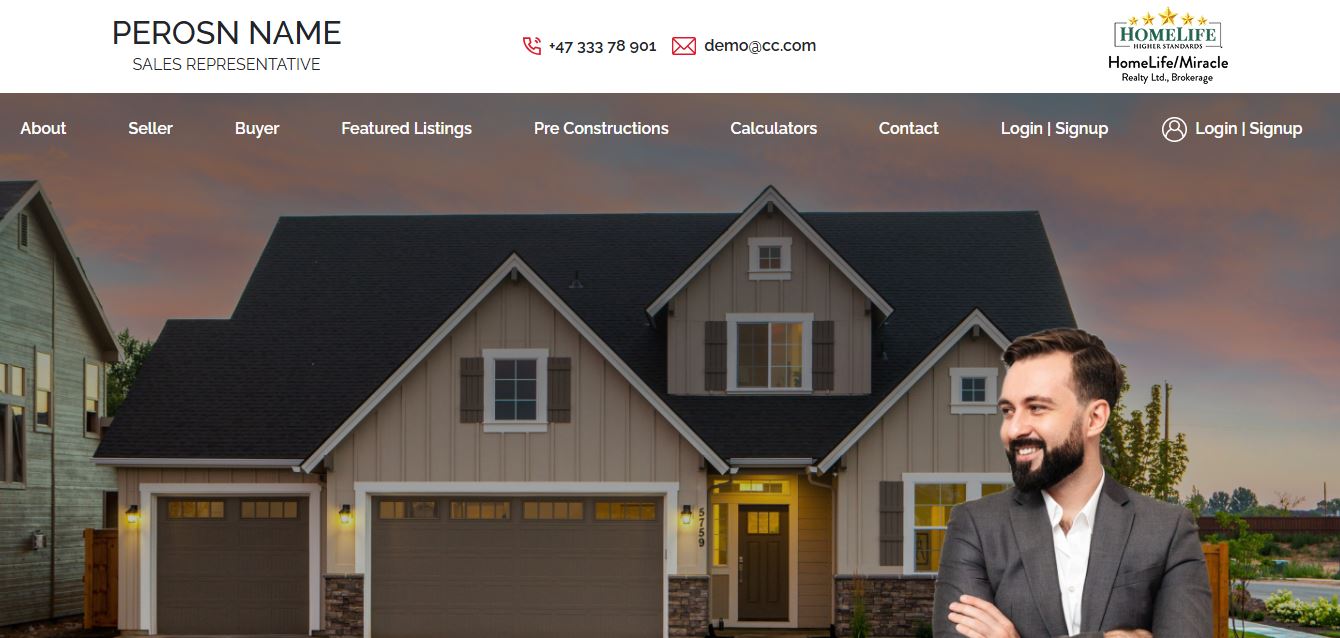 PEROSN NAME
SALES REPRESENTATIVE
+47 333 78 901
demo@cc.com
HOMELIFE
HIGHER STANDARDS
HomeLife/Miracle
Realty Ltd., Brokerage
About Seller Buyer Featured Listings Pre Constructions Calculators Contact Login | Signup Login | Signup
5759